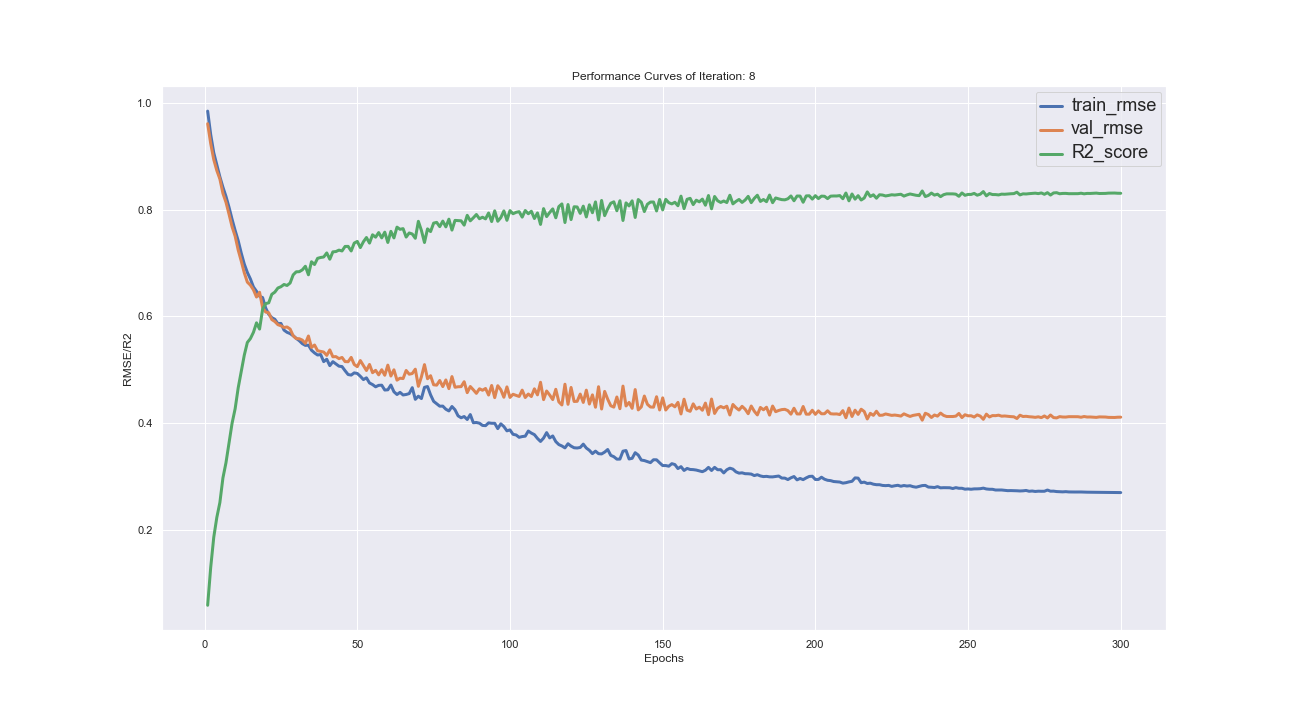 Performance Curves of Iteration: 8
train_rmse
val_rmse
R2_score
1.0
0.8
0.6
0.4
0.2
RMSE/R2
0
50
100
150
200
250
300
Epochs